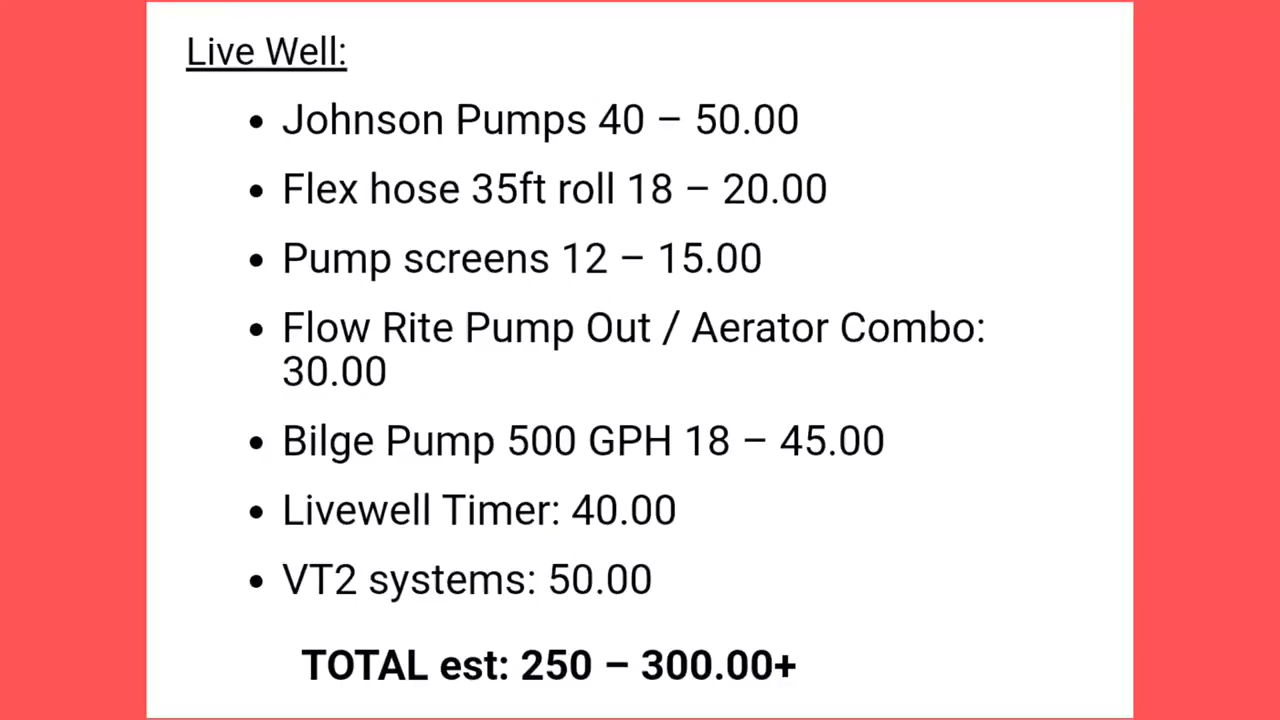 Live Well:
• Johnson Pumps 40 – 50.00
• Flex hose 35ft roll 18 – 20.00
• Pump screens 12 – 15.00
• Flow Rite Pump Out / Aerator Combo:
30.00
• Bilge Pump 500 GPH 18 – 45.00
• Livewell Timer: 40.00
• VT2 systems: 50.00
TOTAL est: 250 – 300.00+